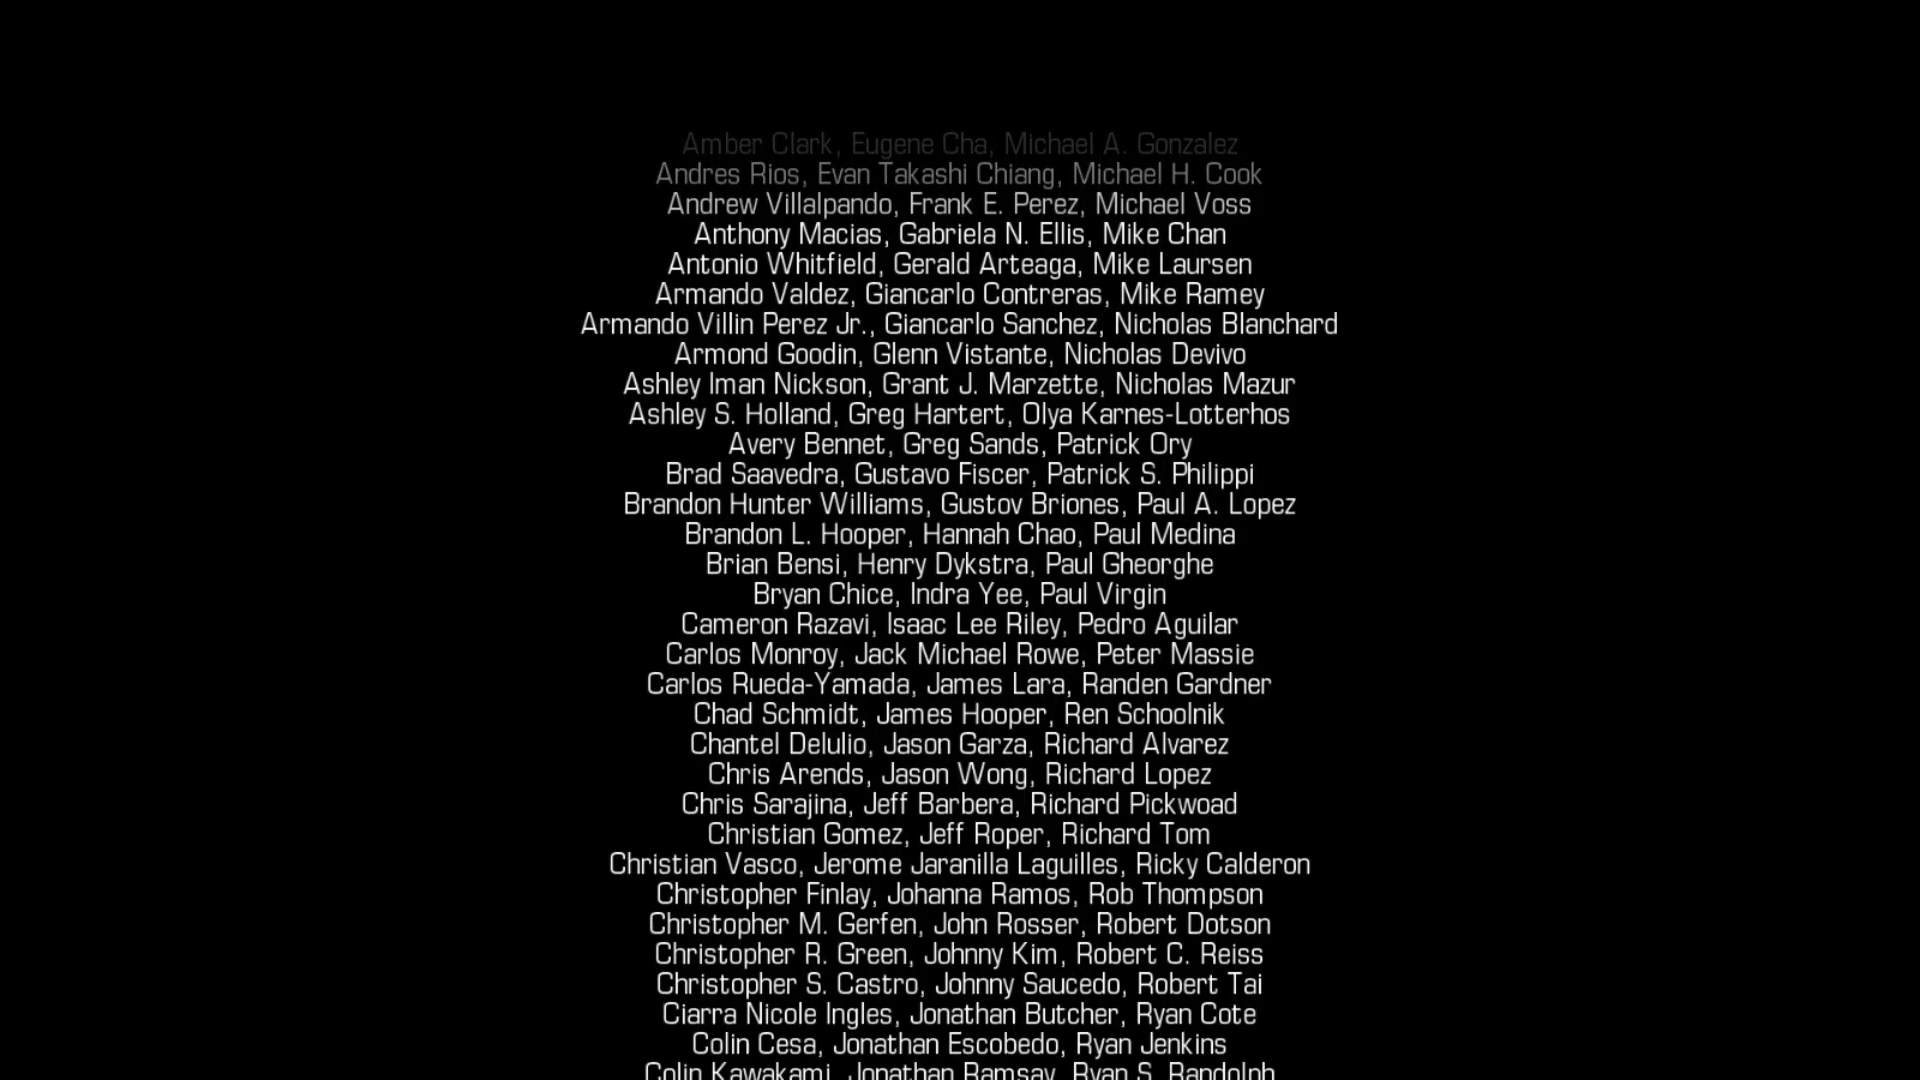 Amber Clark, Eugene Cha, Michael A. Gonzalez
Andres Rios, Evan Takashi Chiang, Michael H. Cook
Andrew Villalpando, Frank E. Perez, Michael Voss
Anthony Macias, Gabriela N. Ellis, Mike Chan
Antonio Whitfield, Gerald Arteaga, Mike Laursen
Armando Valdez, Giancarlo Contreras, Mike Ramey
Armando Villin Perez Jr., Giancarlo Sanchez, Nicholas Blanchard
Armond Goodin, Glenn Vistante, Nicholas Devivo
Ashley Iman Nickson, Grant J. Marzette, Nicholas Mazur
Ashley S. Holland, Greg Hartert, Olya Karnes-Lotterhos
Avery Bennet, Greg Sands, Patrick Ory
Brad Saavedra, Gustavo Fiscer, Patrick S. Philippi
Brandon Hunter Williams, Gustov Briones, Paul A. Lopez
Brandon L. Hooper, Hannah Chao, Paul Medina
Brian Bensi, Henry Dykstra, Paul Gheorghe
Bryan Chice, Indra Yee, Paul Virgin
Cameron Razavi, Isaac Lee Riley, Pedro Aguilar
Carlos Monroy, Jack Michael Rowe, Peter Massie
Carlos Rueda-Yamada, James Lara, Randen Gardner
Chad Schmidt, James Hooper, Ren Schoolnik
Chantel Delulio, Jason Garza, Richard Alvarez
Chris Arends, Jason Wong, Richard Lopez
Chris Sarajina, Jeff Barbera, Richard Pickwoad
Christian Gomez, Jeff Roper, Richard Tom
Christian Vasco, Jerome Jaranilla Laguilles, Ricky Calderon
Christopher Finlay, Johanna Ramos, Rob Thompson
Christopher M. Gerfen, John Rosser, Robert Dotson
Christopher R. Green, Johnny Kim, Robert C. Reiss
Christopher S. Castro, Johnny Saucedo, Robert Tai
Ciarra Nicole Ingles, Jonathan Butcher, Ryan Cote
Colin Cesa, Jonathan Escobedo, Ryan Jenkins
Colin Kawakami, Jonathan Ramsay, Ryan S. Randolph